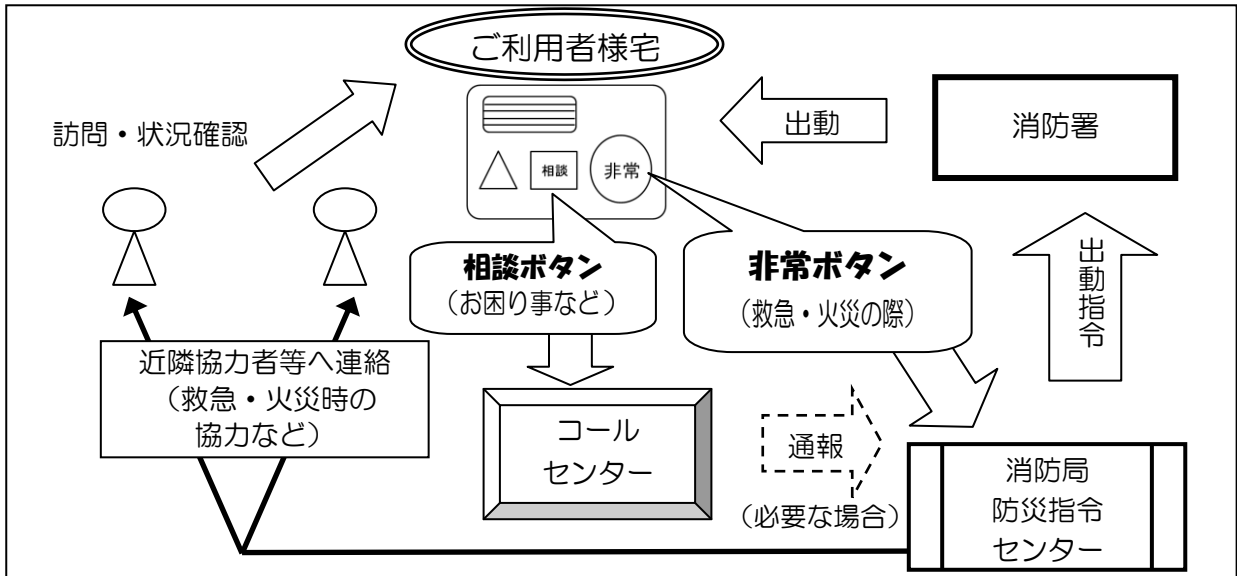 ご利用者様宅
訪問・状況確認
相談
非常
出動
消防署
相談ボタン
（お困り事など）
非常ボタン
（救急・火災の際）
出動指令
近隣協力者等へ連絡
（救急・火災時の
協力など）
コール
センター
通報
（必要な場合）
消防局
防災指令
センター